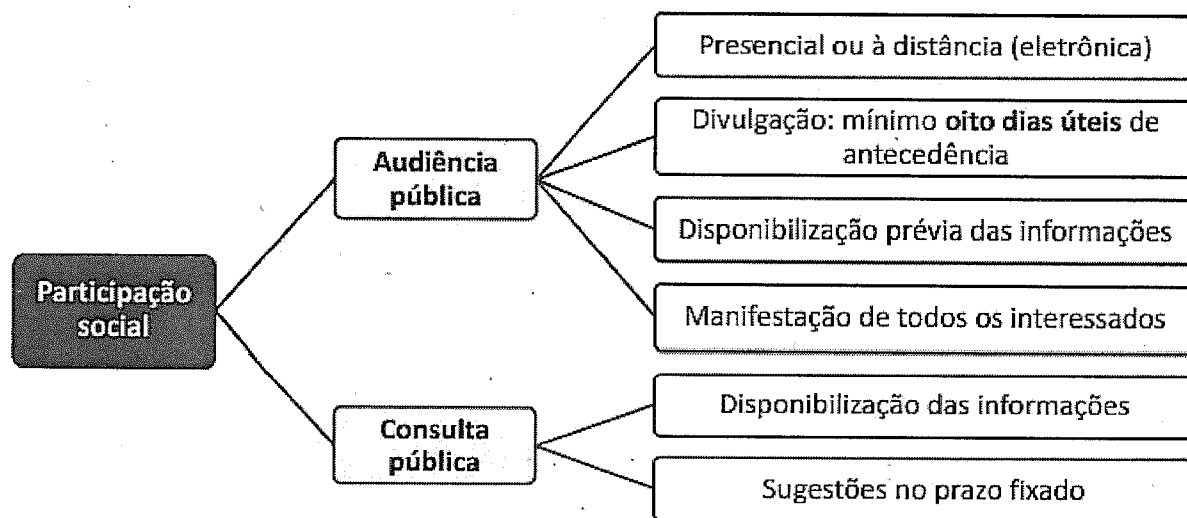 Participação
social
Audiência
pública
Presencial ou à distância (eletrônica)
Divulgação: mínimo oito dias úteis de
antecedência
Disponibilização prévia das informações
Manifestação de todos os interessados
Consulta
pública
Disponibilização das informações
Sugestões no prazo fixado